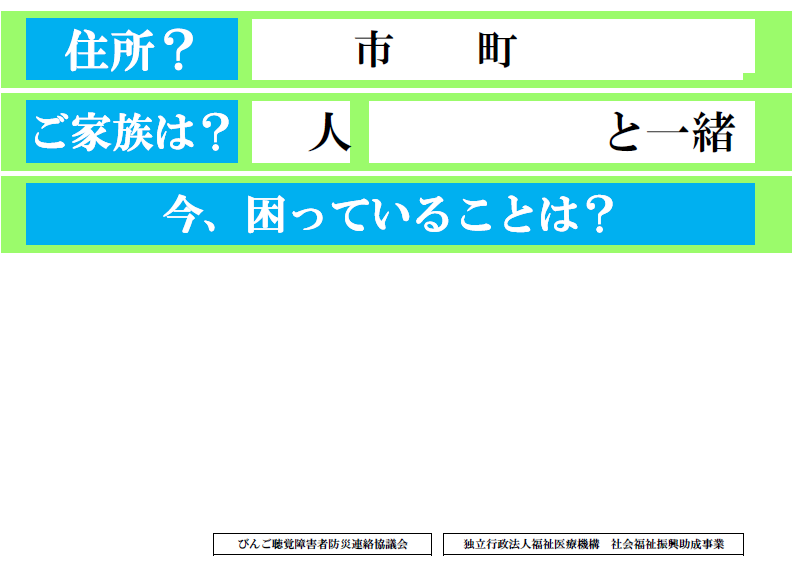 住所？ 市 町
ご家族は？ 人 と一緒
今、困っていることは？
びんご聴覚障害者防災連絡協議会 独立行政法人福祉医療機構 社会福祉振興助成事業